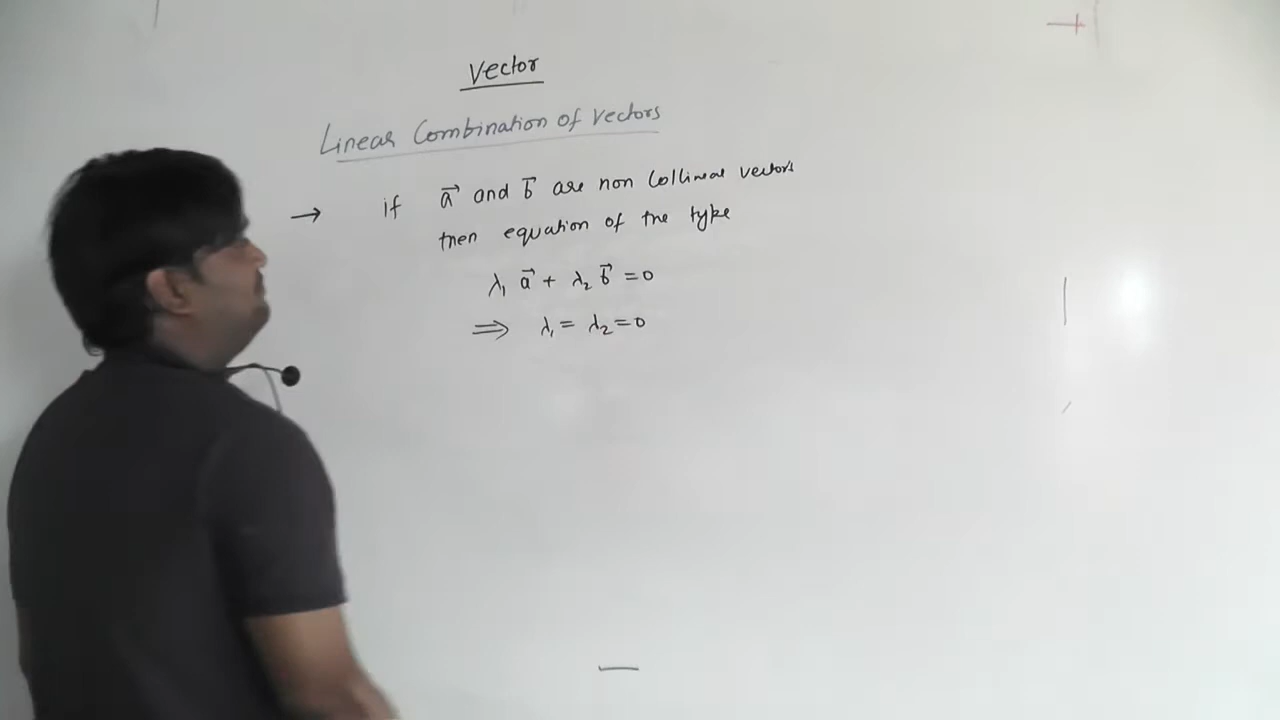 Vector
Linear Combination of vectors
→ if a⃗ and b⃗ are non Collinear vectors
then equation of the type
λ₁ a⃗ + λ₂ b⃗ = 0
⟹ λ₁ = λ₂ = 0